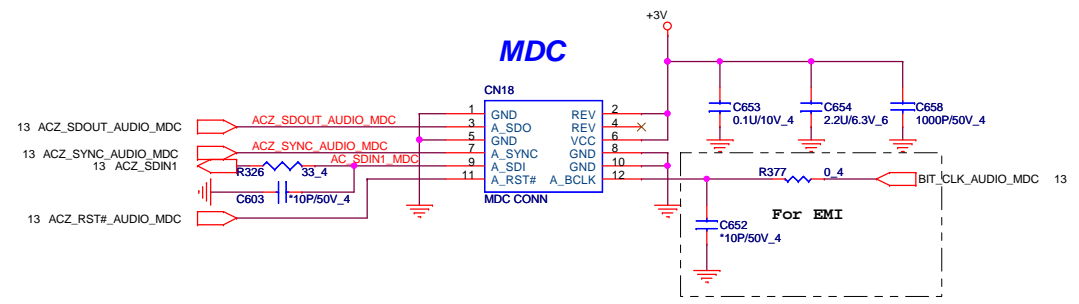 +3V
MDC
CN18
1 GND REV 2
13 ACZ_SDOUT_AUDIO_MDC ACZ_SDOUT_AUDIO_MDC 3 A_SDO REV 4
5 GND VCC 6
13 ACZ_SYNC_AUDIO_MDC ACZ_SYNC_AUDIO_MDC 7 A_SYNC GND 8
13 ACZ_SDIN1 R326 33_4 AC_SDIN1_MDC 9 A_SDI GND 10
11 A_RST# A_BCLK 12
MDC CONN
C603 *10P/50V_4
13 ACZ_RST#_AUDIO_MDC
C653
0.1U/10V_4
C654
2.2U/6.3V_6
C658
1000P/50V_4
R377 0_4
BIT_CLK_AUDIO_MDC 13
For EMI
C652
*10P/50V_4